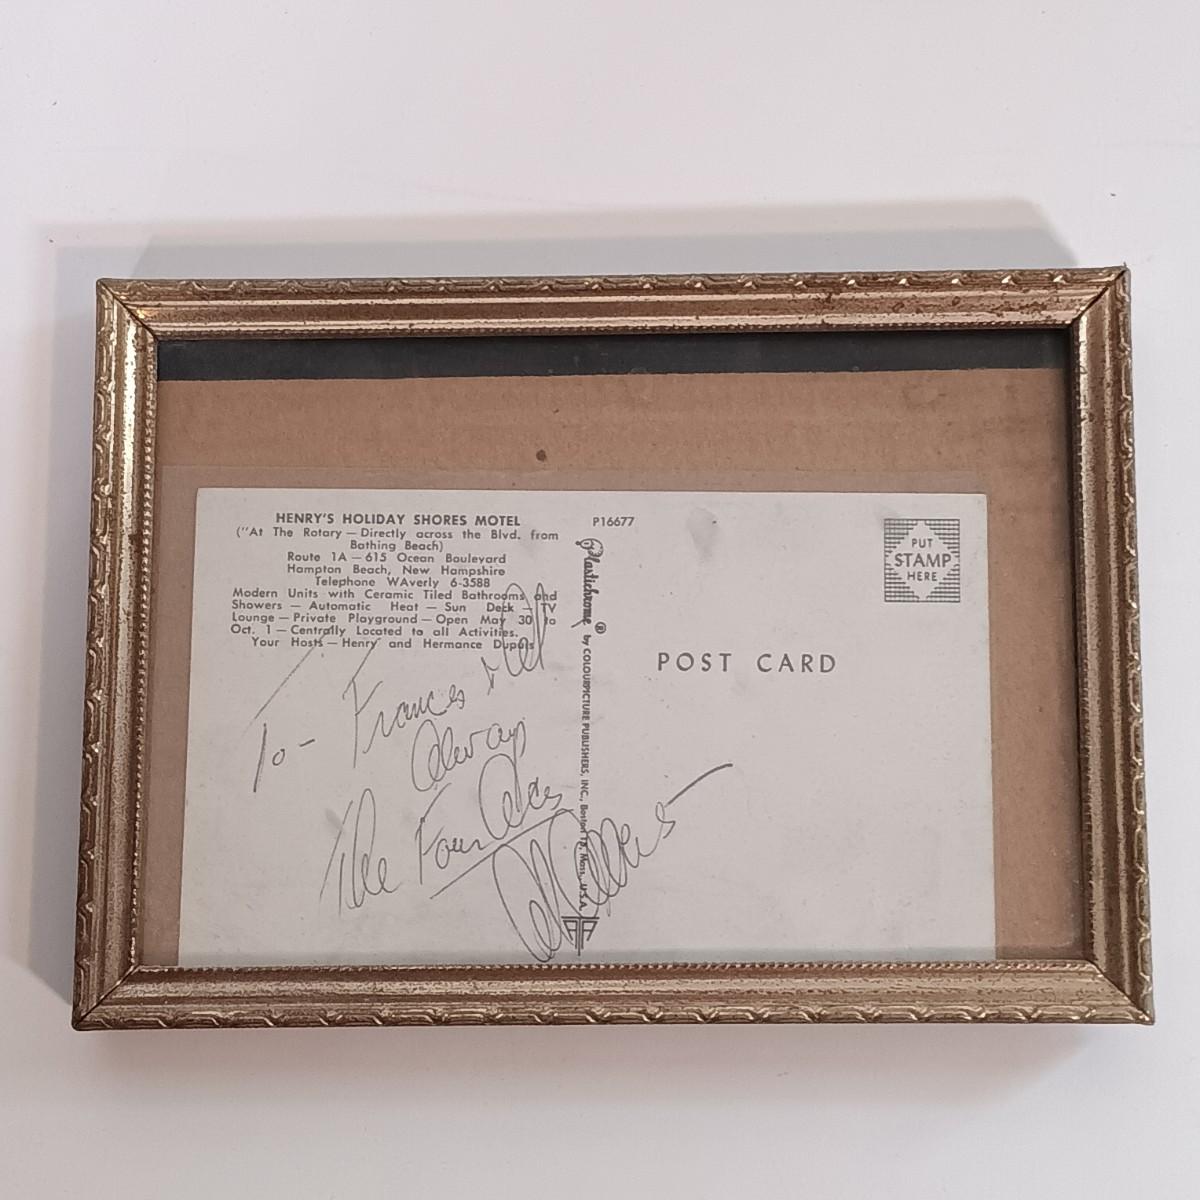 HENRY'S HOLIDAY SHORES MOTEL
("At The Rotary — Directly across the Blvd. from
Bathing Beach)
Route 1A — 615 Ocean Boulevard
Hampton Beach, New Hampshire
Telephone WAverly 6-3588
Modern Units with Ceramic Tiled Bathrooms and
Showers — Automatic Heat — Sun Deck — TV
Lounge — Private Playground — Open May 30 to
Oct. 1 — Centrally Located to all Activities.
Your Hosts — Henry and Hermance Dupuis
P16677
Plastichrome ® by COLOURPICTURE PUBLISHERS, INC., Boston 15, Mass., U.S.A.
PUT
STAMP
HERE
POST CARD
To - Frances &
Always
The Four Aces
Al